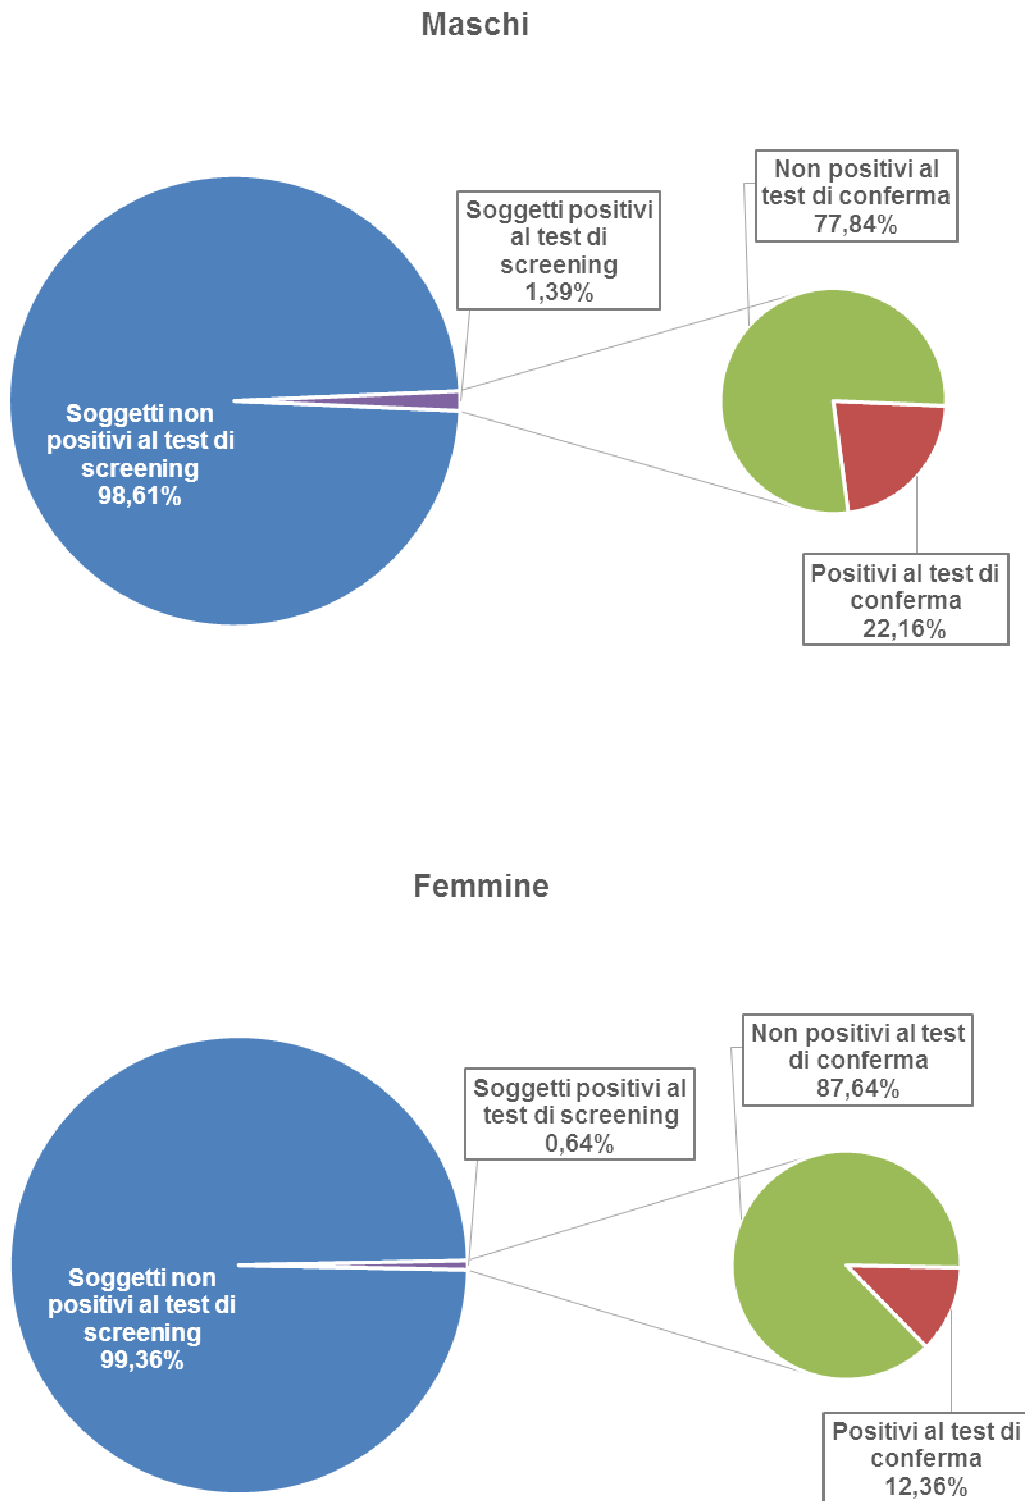 Maschi
Non positivi al
test di conferma
77,84%
Soggetti positivi
al test di
screening
1,39%
Soggetti non
positivi al test di
screening
98,61%
Positivi al test di
conferma
22,16%
Femmine
Non positivi al test
di conferma
87,64%
Soggetti positivi al
test di screening
0,64%
Soggetti non
positivi al test di
screening
99,36%
Positivi al test di
conferma
12,36%